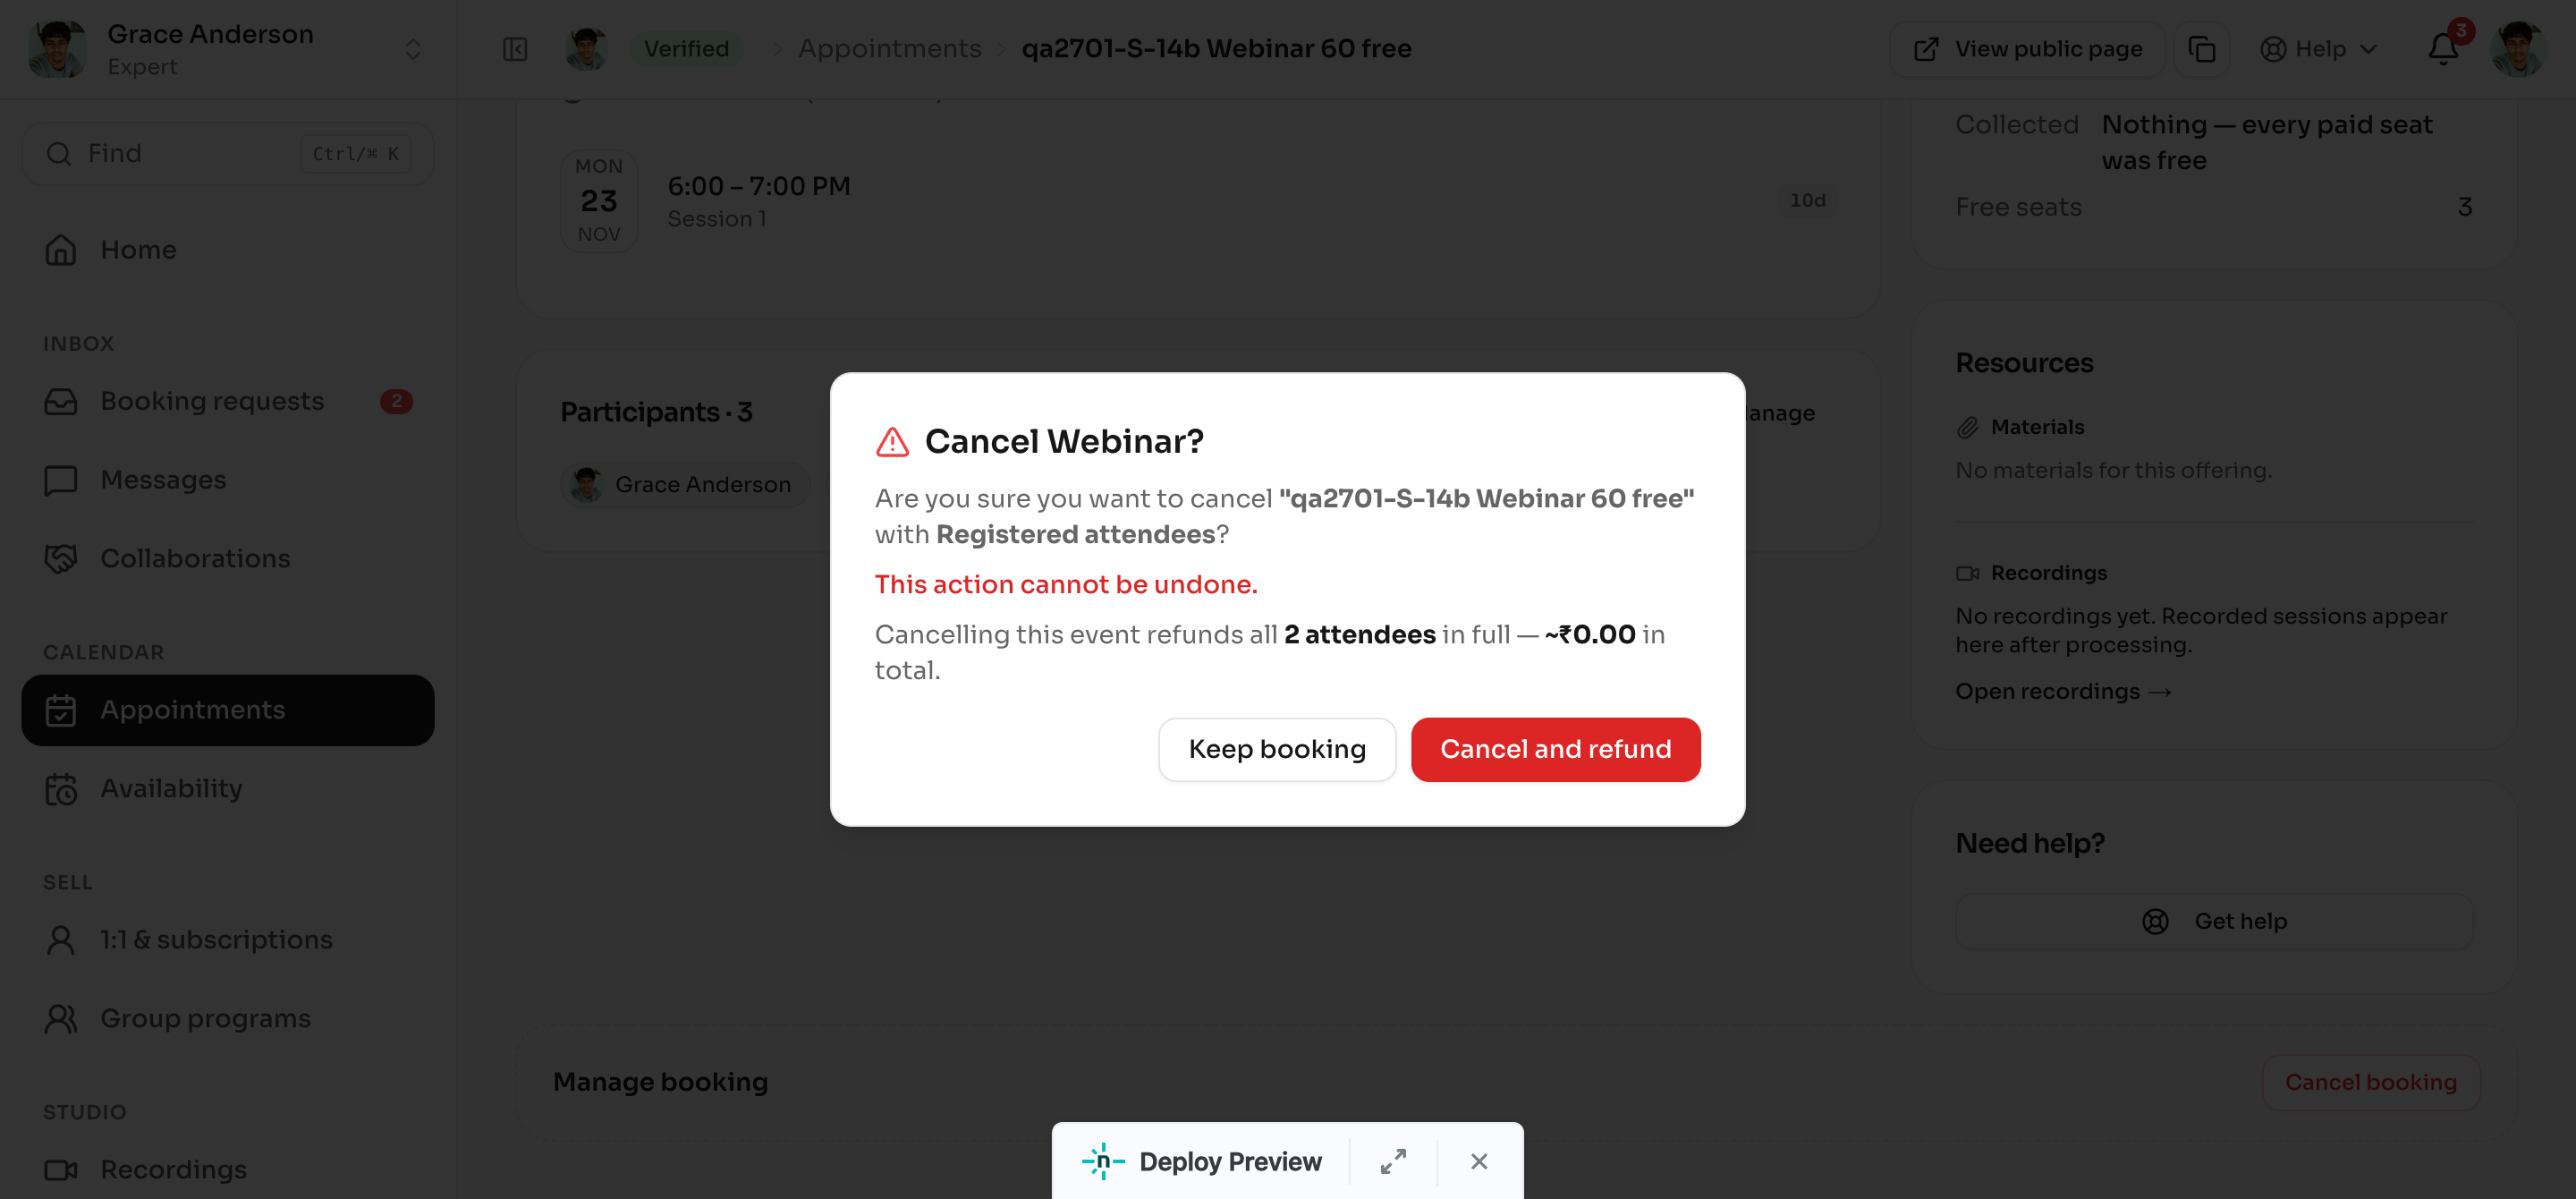 Grace Anderson
Expert
Verified
Appointments
qa2701-S-14b Webinar 60 free
View public page
Help
3
Find
Ctrl/⌘ K
Home
INBOX
Booking requests
2
Messages
Collaborations
CALENDAR
Appointments
Availability
SELL
1:1 & subscriptions
Group programs
STUDIO
Recordings
MON
23
NOV
6:00 – 7:00 PM
Session 1
10d
Participants · 3
anage
Grace Anderson
Cancel Webinar?
Are you sure you want to cancel "qa2701-S-14b Webinar 60 free"
with Registered attendees?
This action cannot be undone.
Cancelling this event refunds all 2 attendees in full — ~₹0.00 in
total.
Keep booking
Cancel and refund
Collected
Nothing — every paid seat
was free
Free seats
3
Resources
Materials
No materials for this offering.
Recordings
No recordings yet. Recorded sessions appear
here after processing.
Open recordings →
Need help?
Get help
Manage booking
Cancel booking
Deploy Preview